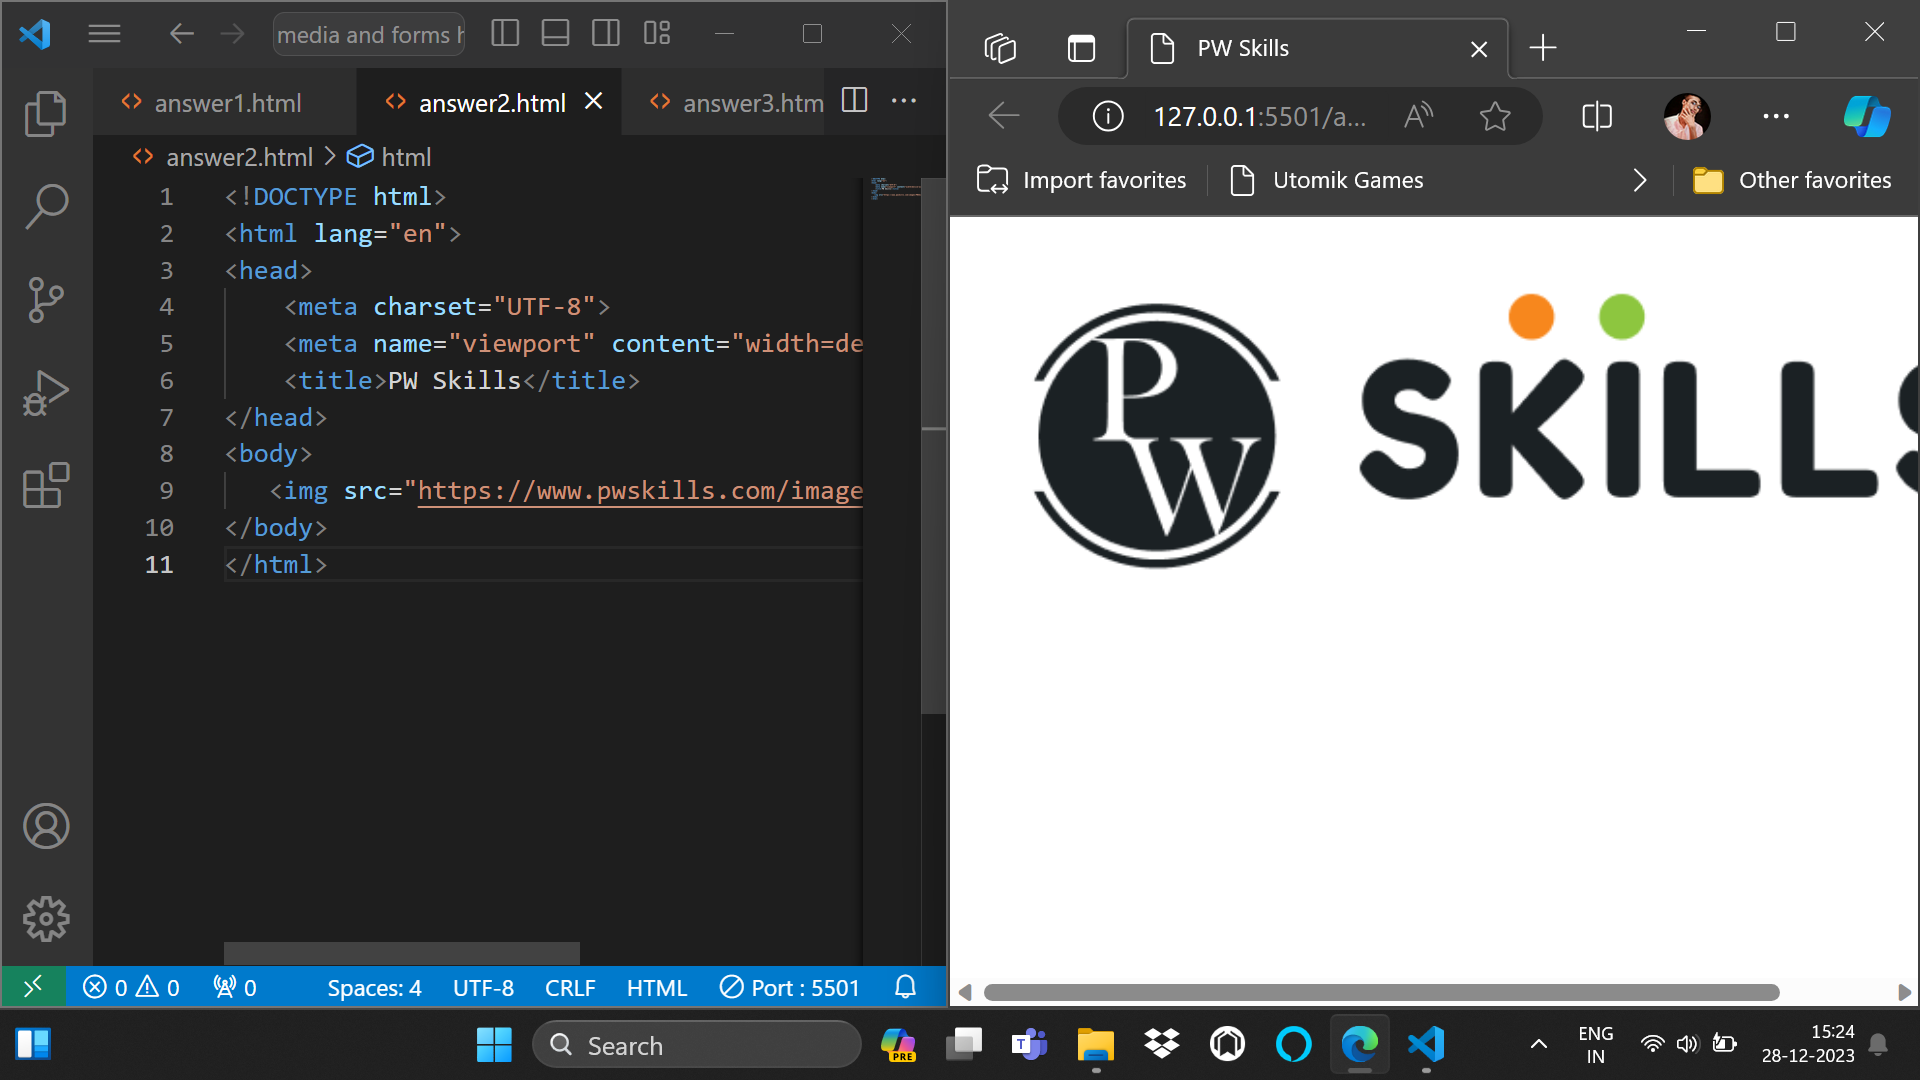 media and forms h
answer1.html
answer2.html
answer3.htm
answer2.html
html
1 <!DOCTYPE html>
2 <html lang="en">
3 <head>
4 <meta charset="UTF-8">
5 <meta name="viewport" content="width=de
6 <title>PW Skills</title>
7 </head>
8 <body>
9 <img src="https://www.pwskills.com/image
10 </body>
11 </html>
0 0 0 Spaces: 4 UTF-8 CRLF HTML Port : 5501
PW Skills
127.0.0.1:5501/a...
Import favorites
Utomik Games
Other favorites
PW SKILLS
Search
PRE
T
ENG
IN
15:24
28-12-2023